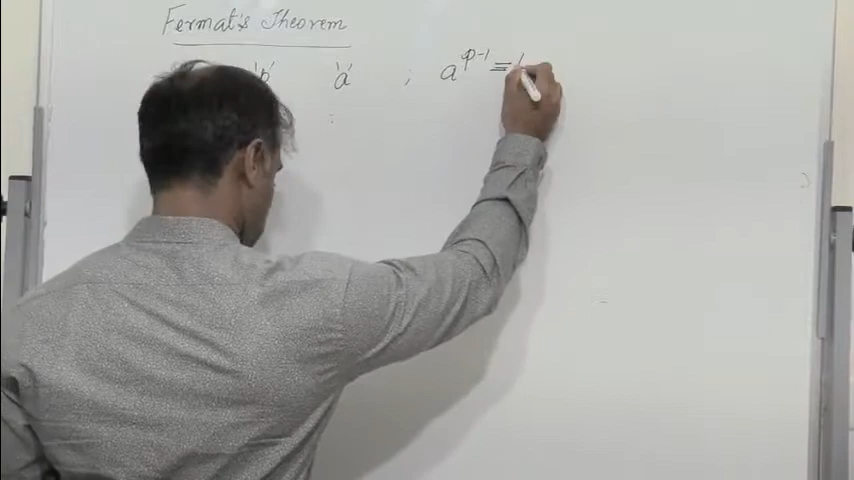 Fermat's Theorem
'p' 'a' ; a^{p-1} ≡ 1